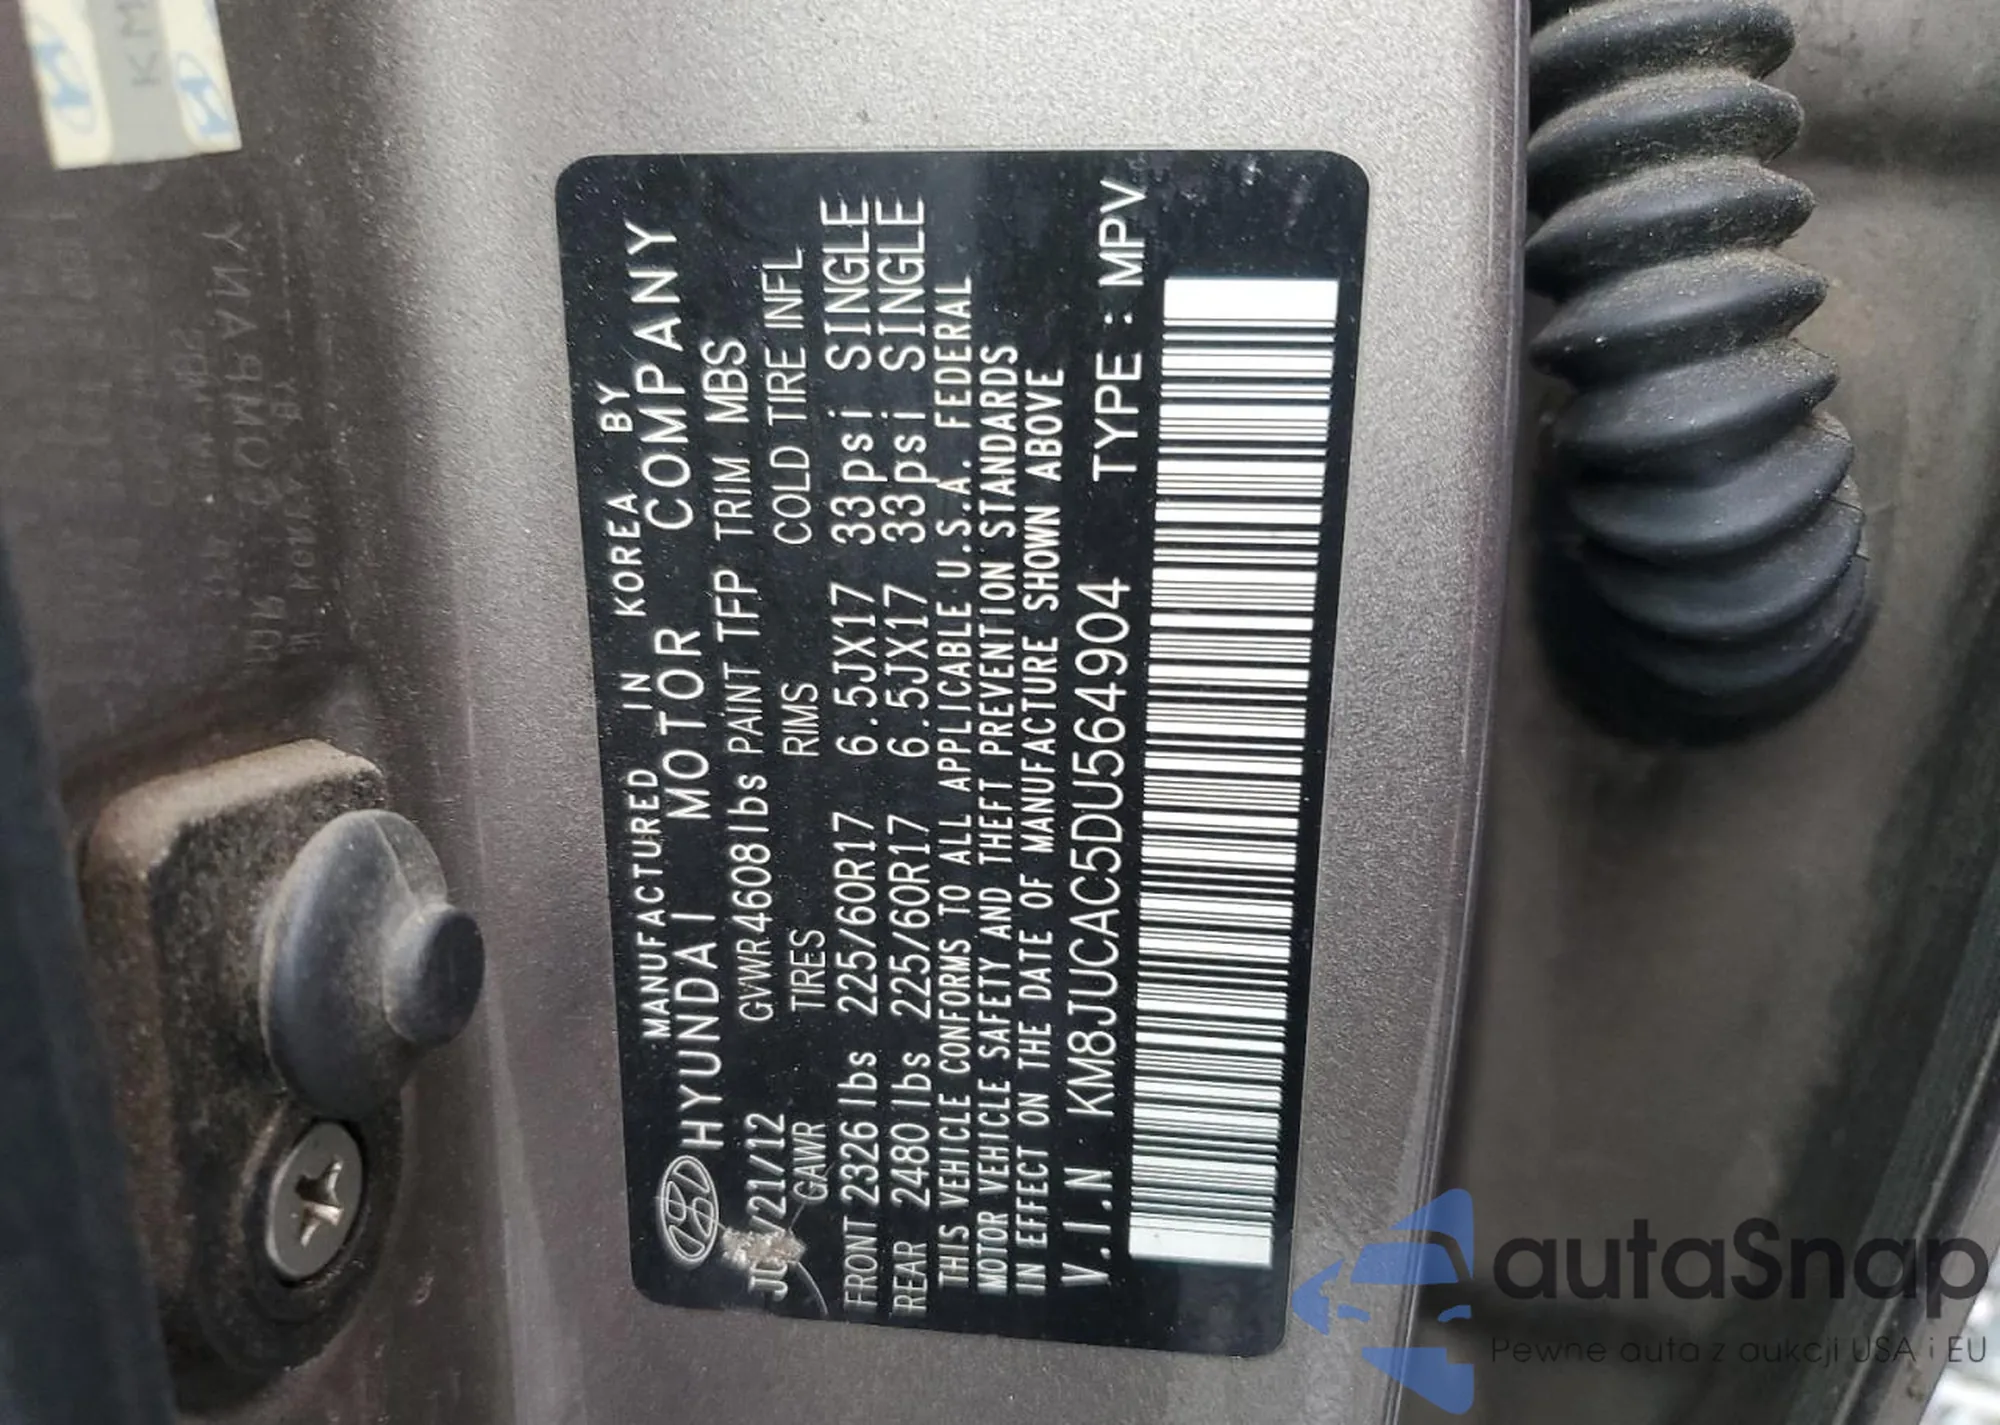 MANUFACTURED IN KOREA BY
HYUNDAI MOTOR COMPANY
/21/12 GVWR 4608lbs PAINT TFP TRIM MBS
GAWR TIRES RIMS COLD TIRE INFL
FRONT 2326lbs 225/60R17 6.5JX17 33psi SINGLE
REAR 2480lbs 225/60R17 6.5JX17 33psi SINGLE
THIS VEHICLE CONFORMS TO ALL APPLICABLE U.S.A. FEDERAL
MOTOR VEHICLE SAFETY AND THEFT PREVENTION STANDARDS
IN EFFECT ON THE DATE OF MANUFACTURE SHOWN ABOVE
V.I.N KM8JUCAC5DU564904 TYPE : MPV
KM
autaSnap
Pewne auta z aukcji USA i EU